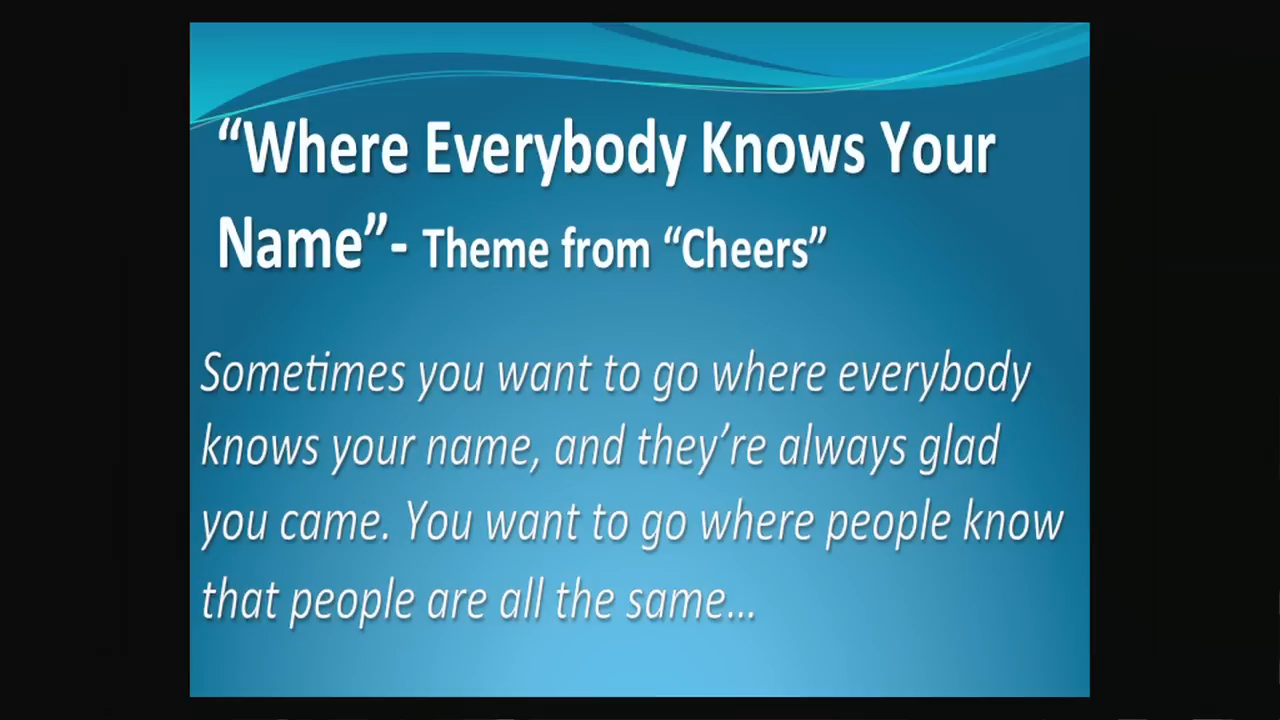 “Where Everybody Knows Your
Name”- Theme from “Cheers”
Sometimes you want to go where everybody
knows your name, and they’re always glad
you came. You want to go where people know
that people are all the same…